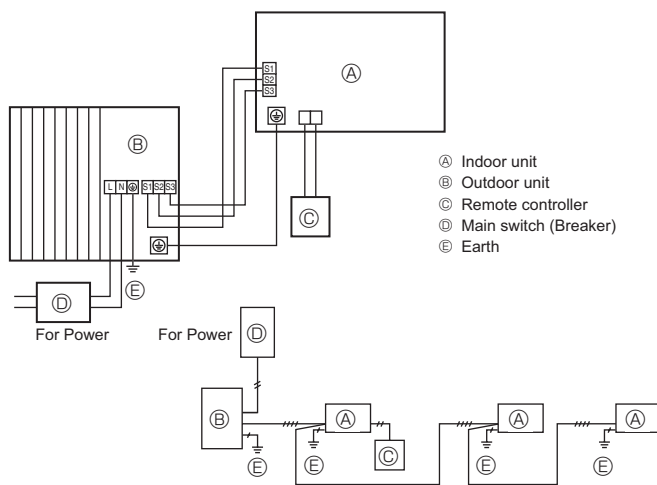 S1
S2
S3
Ⓐ
Ⓑ
L N S1 S2 S3
Ⓒ
Ⓐ Indoor unit
Ⓑ Outdoor unit
Ⓒ Remote controller
Ⓓ Main switch (Breaker)
Ⓔ Earth
Ⓔ
Ⓓ
For Power
For Power Ⓓ
Ⓑ Ⓐ Ⓐ Ⓐ
Ⓒ
Ⓔ Ⓔ Ⓔ Ⓔ